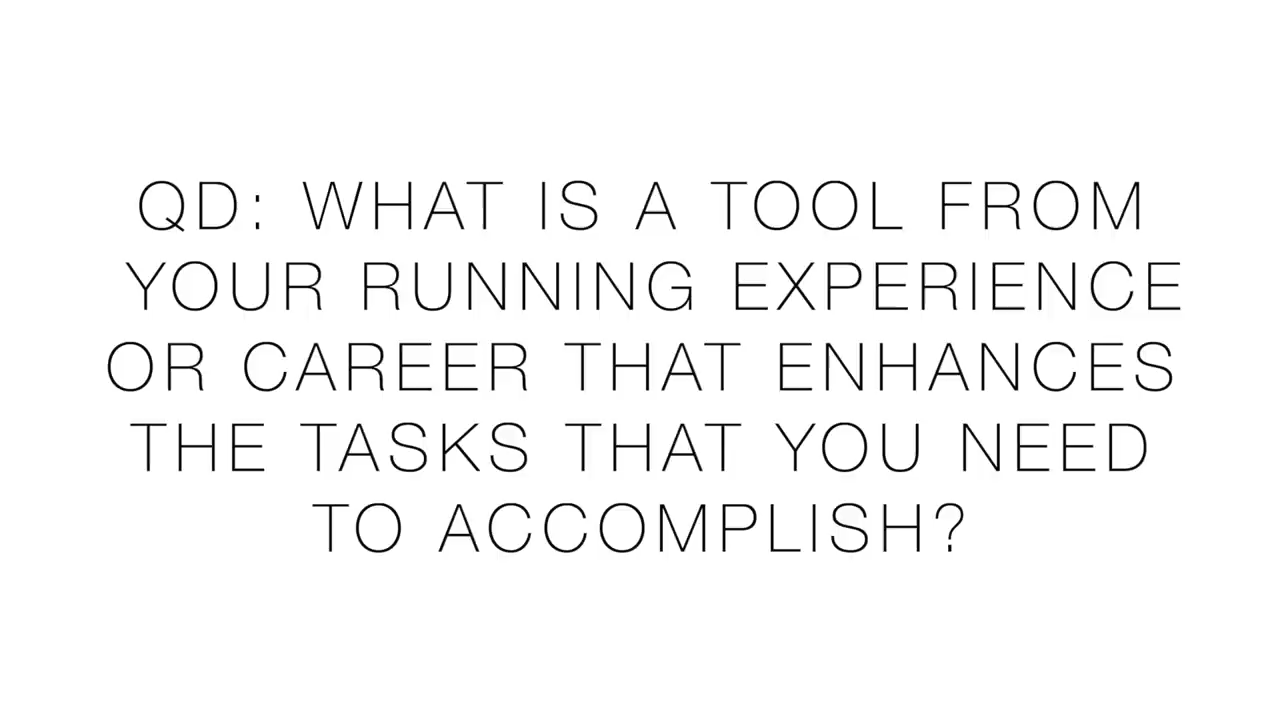 QD: WHAT IS A TOOL FROM
YOUR RUNNING EXPERIENCE
OR CAREER THAT ENHANCES
THE TASKS THAT YOU NEED
TO ACCOMPLISH?